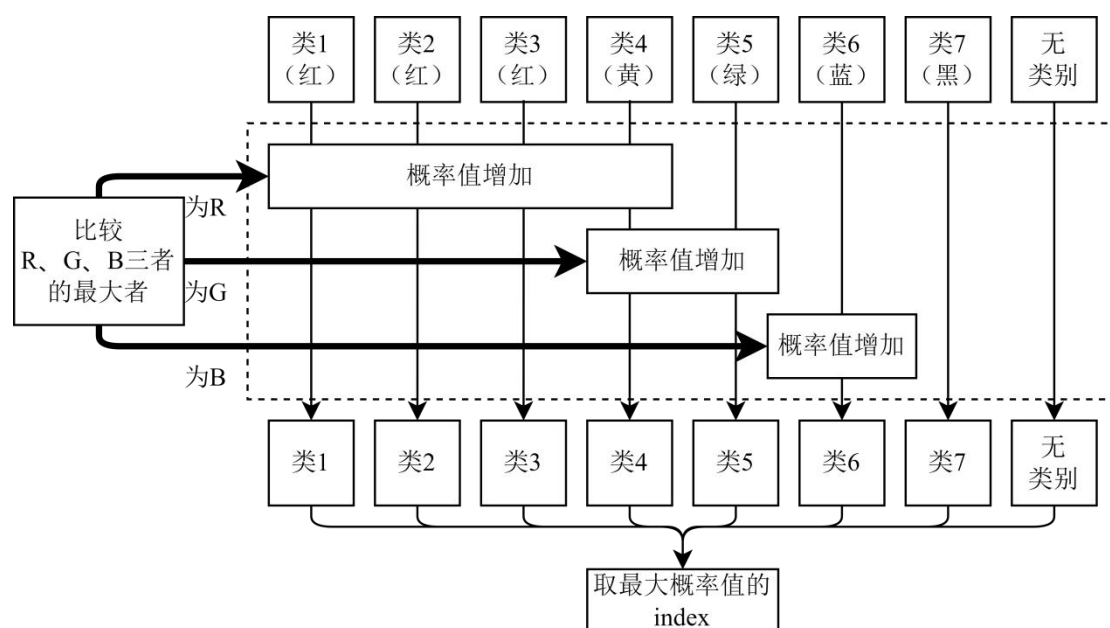 类1
（红）
类2
（红）
类3
（红）
类4
（黄）
类5
（绿）
类6
（蓝）
类7
（黑）
无
类别
概率值增加
比较
R、G、B三者
的最大者
为R
概率值增加
为G
概率值增加
为B
类1
类2
类3
类4
类5
类6
类7
无
类别
取最大概率值的
index